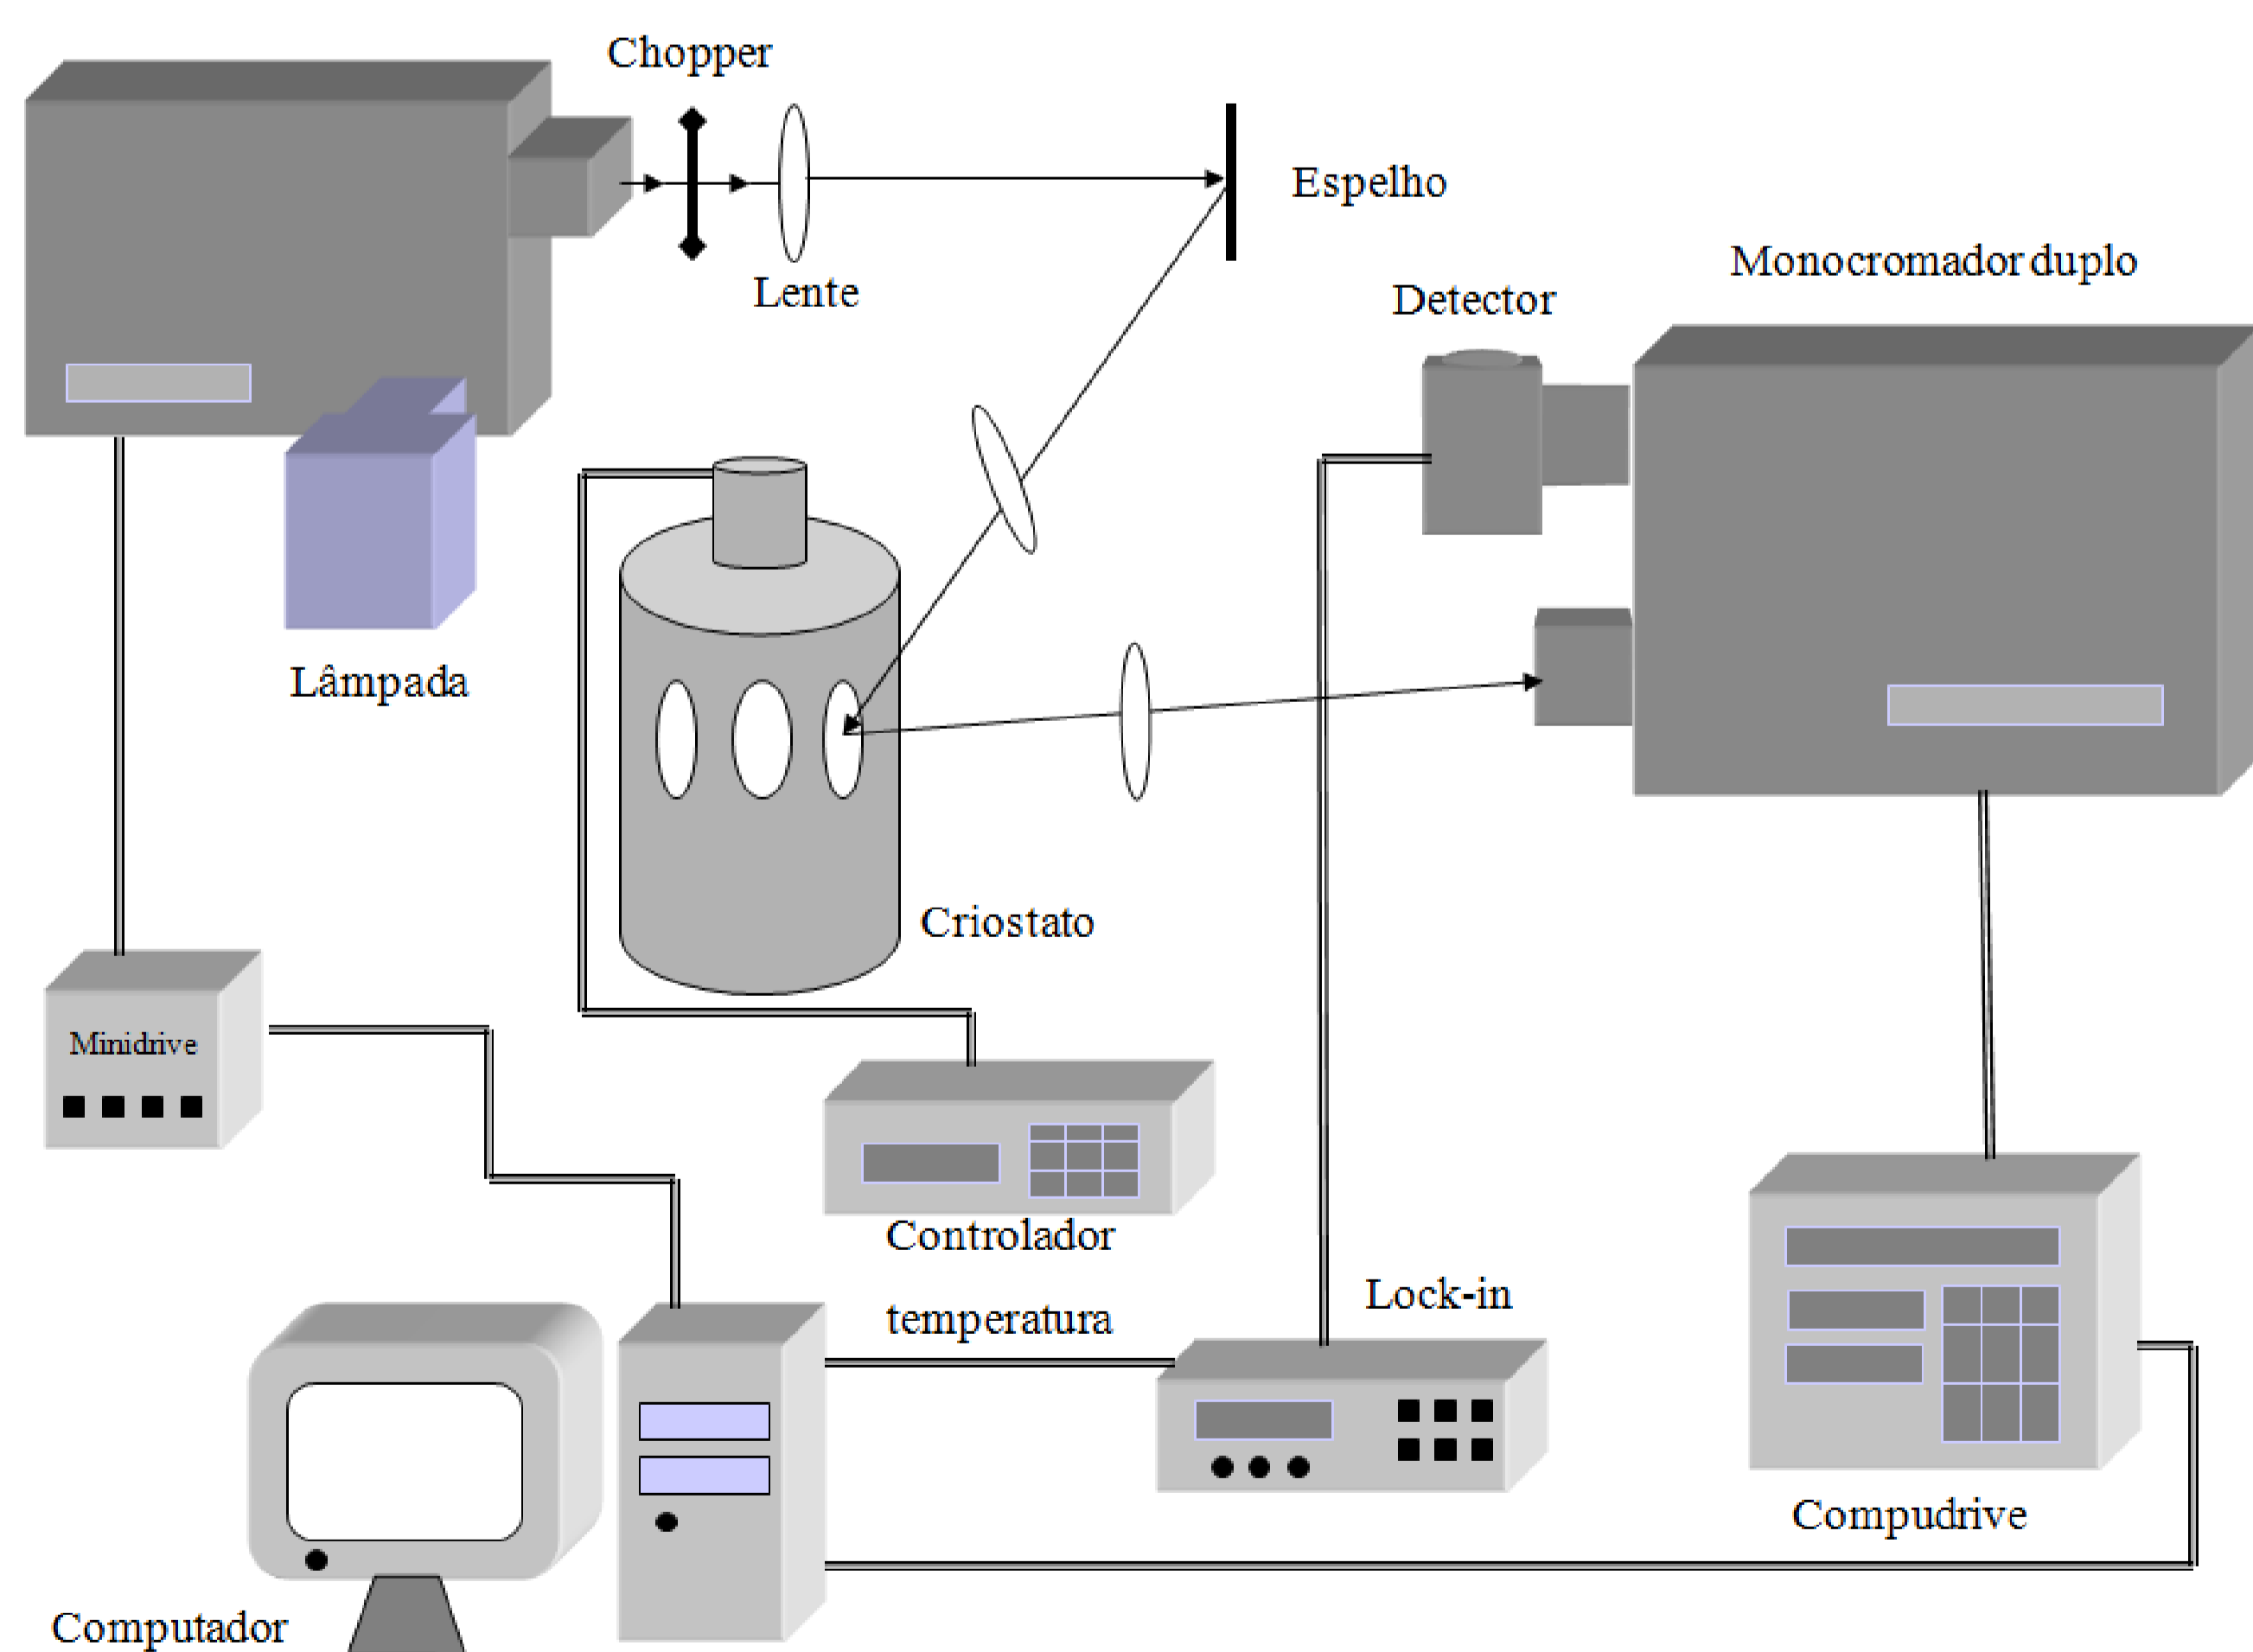 Chopper
Espelho
Lente
Monocromador duplo
Detector
Lâmpada
Criostato
Minidrive
Controlador
temperatura
Lock-in
Compudrive
Computador